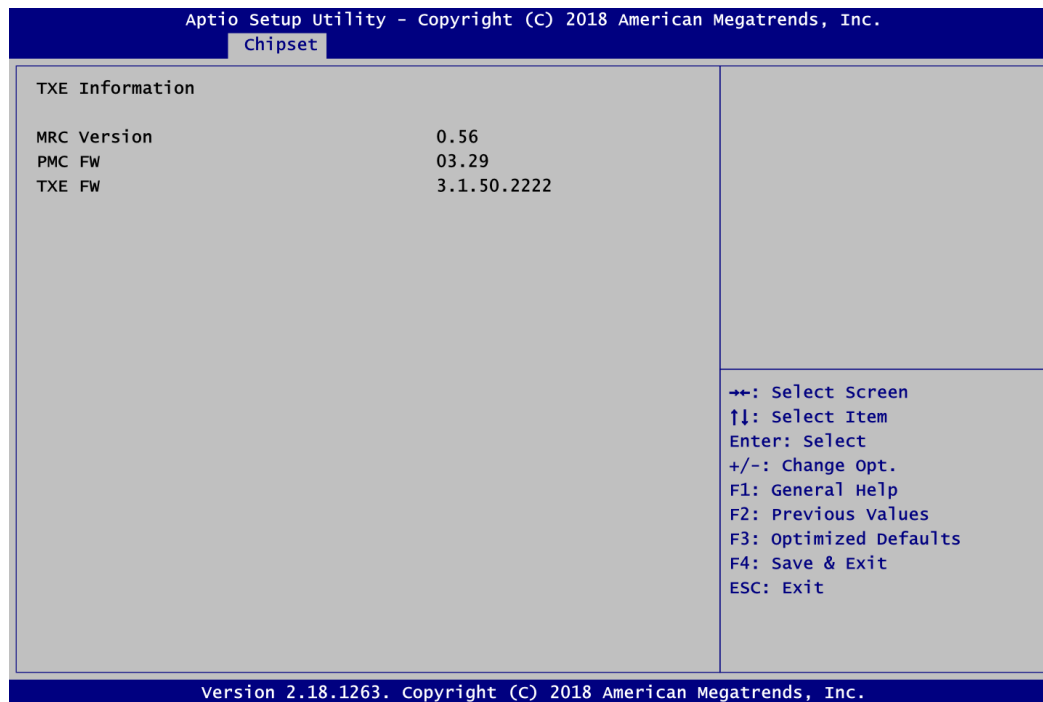 Aptio Setup Utility - Copyright (C) 2018 American Megatrends, Inc.
Chipset
TXE Information
MRC Version 0.56
PMC FW 03.29
TXE FW 3.1.50.2222
→←: Select Screen
↑↓: Select Item
Enter: Select
+/-: Change Opt.
F1: General Help
F2: Previous Values
F3: Optimized Defaults
F4: Save & Exit
ESC: Exit
Version 2.18.1263. Copyright (C) 2018 American Megatrends, Inc.